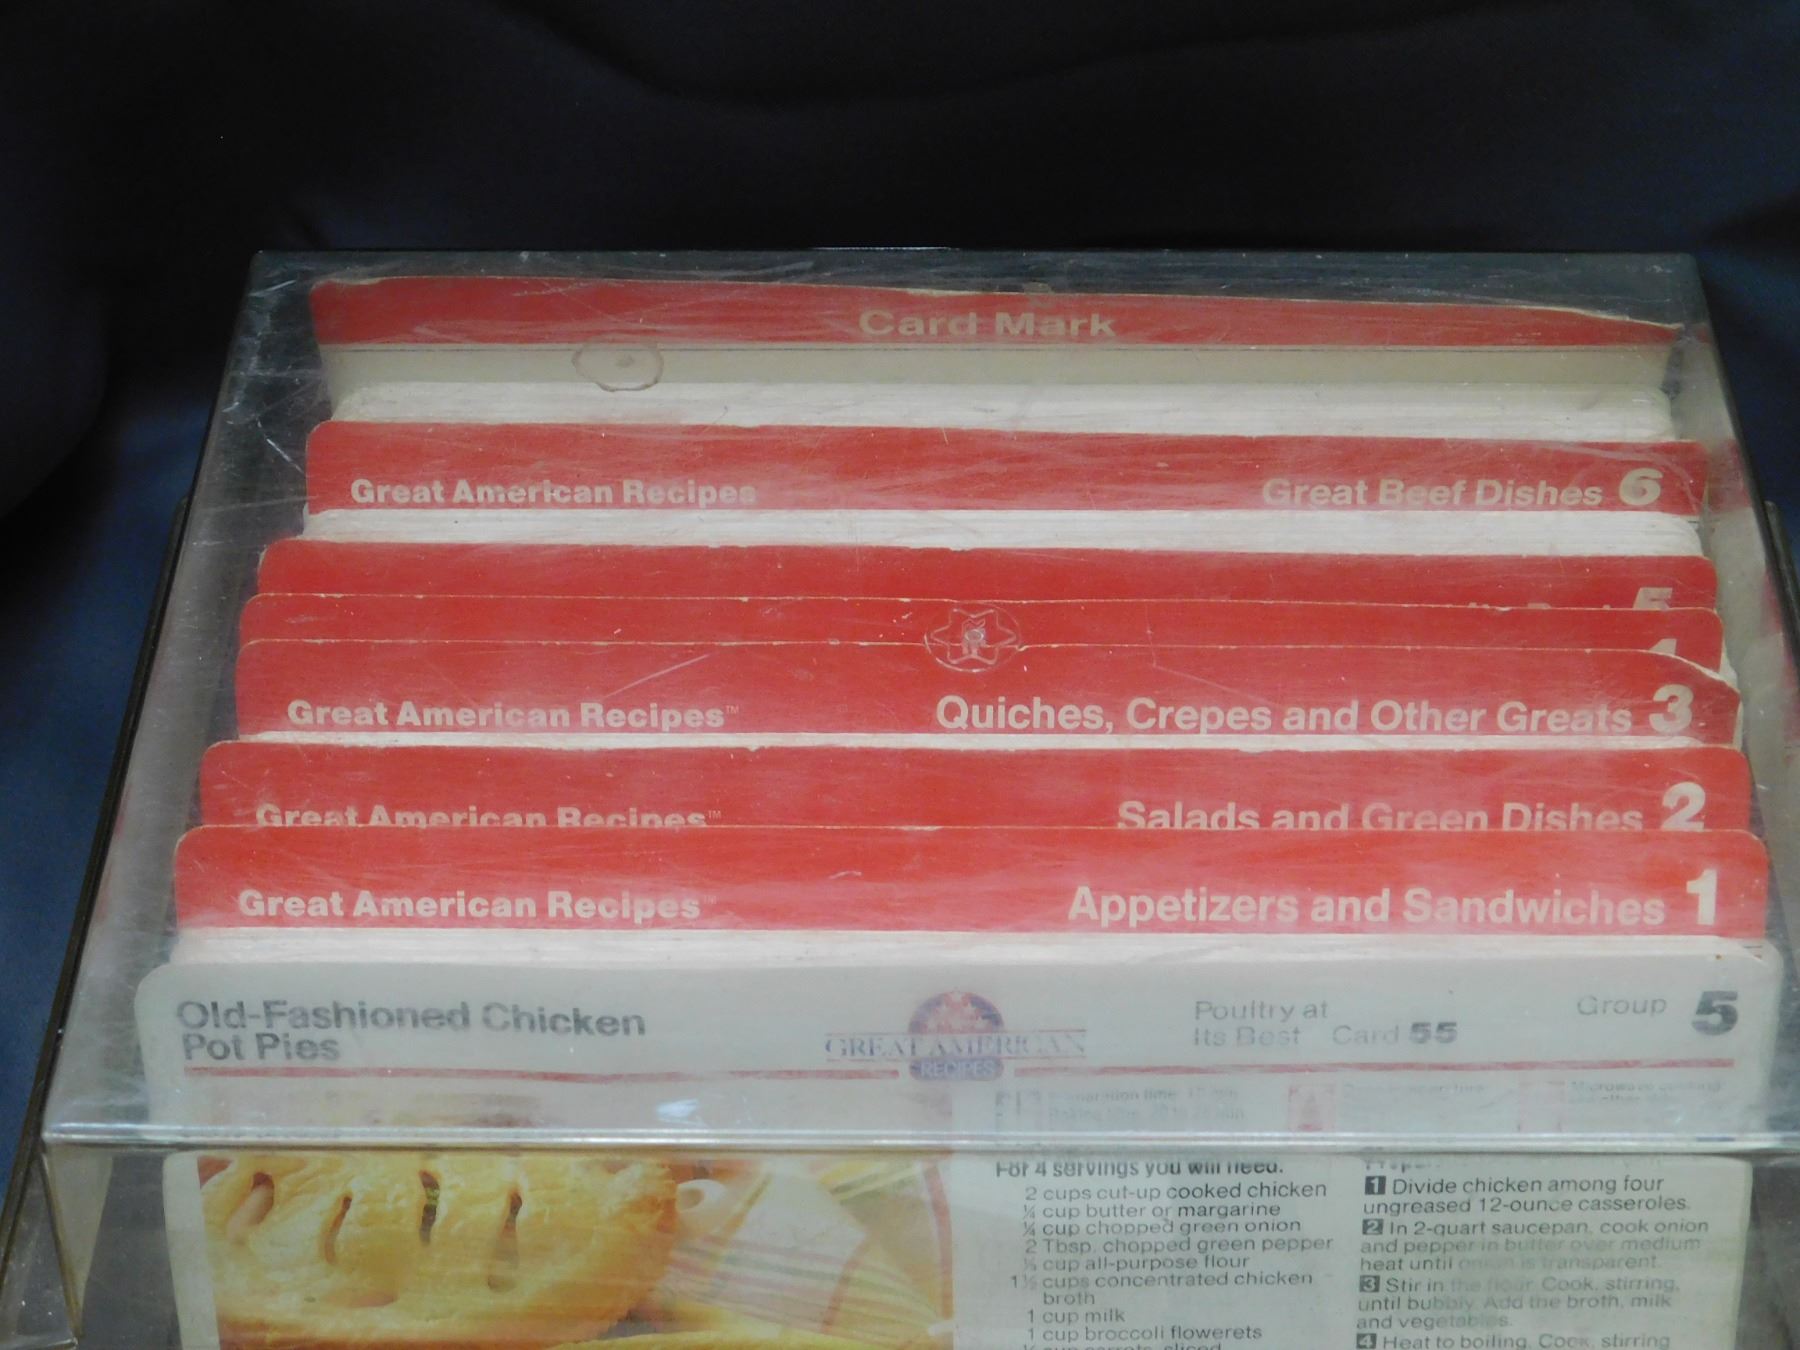 Card Mark
Great American Recipes Great Beef Dishes 6
5
1
Great American Recipes™ Quiches, Crepes and Other Greats 3
Great American Recipes™ Salads and Green Dishes 2
Great American Recipes Appetizers and Sandwiches 1
Old-Fashioned Chicken
Pot Pies
GREAT AMERICAN
RECIPES
Poultry at
Its Best Card 55
Group 5
For 4 servings you will need:
2 cups cut-up cooked chicken
¼ cup butter or margarine
¼ cup chopped green onion
2 Tbsp. chopped green pepper
cup all-purpose flour
cups concentrated chicken
broth
1 cup milk
1 cup broccoli flowerets
1 Divide chicken among four
ungreased 12-ounce casseroles.
2 In 2-quart saucepan, cook onion
and pepper in butter over medium
heat until onion is transparent.
3 Stir in the flour. Cook, stirring,
until bubbly. Add the broth, milk
and vegetables.
4 Heat to boiling. Cook, stirring